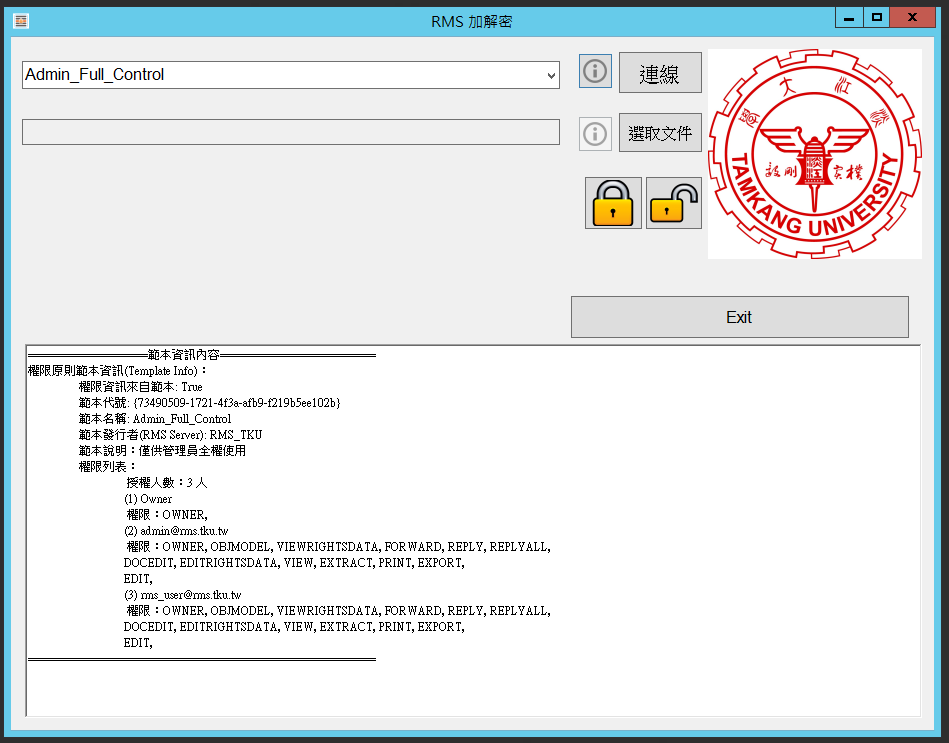 RMS 加解密
Admin_Full_Control
連線
選取文件
淡江大學
樸實剛毅
淡江
TAMKANG UNIVERSITY
Exit
====================範本資訊內容==========================
權限原則範本資訊(Template Info)：
權限資訊來自範本: True
範本代號: {73490509-1721-4f3a-afb9-f219b5ee102b}
範本名稱: Admin_Full_Control
範本發行者(RMS Server): RMS_TKU
範本說明：僅供管理員全權使用
權限列表：
授權人數：3 人
(1) Owner
權限：OWNER,
(2) admin@rms.tku.tw
權限：OWNER, OBJMODEL, VIEWRIGHTSDATA, FORWARD, REPLY, REPLYALL,
DOCEDIT, EDITRIGHTSDATA, VIEW, EXTRACT, PRINT, EXPORT,
EDIT,
(3) rms_user@rms.tku.tw
權限：OWNER, OBJMODEL, VIEWRIGHTSDATA, FORWARD, REPLY, REPLYALL,
DOCEDIT, EDITRIGHTSDATA, VIEW, EXTRACT, PRINT, EXPORT,
EDIT,
==========================================================